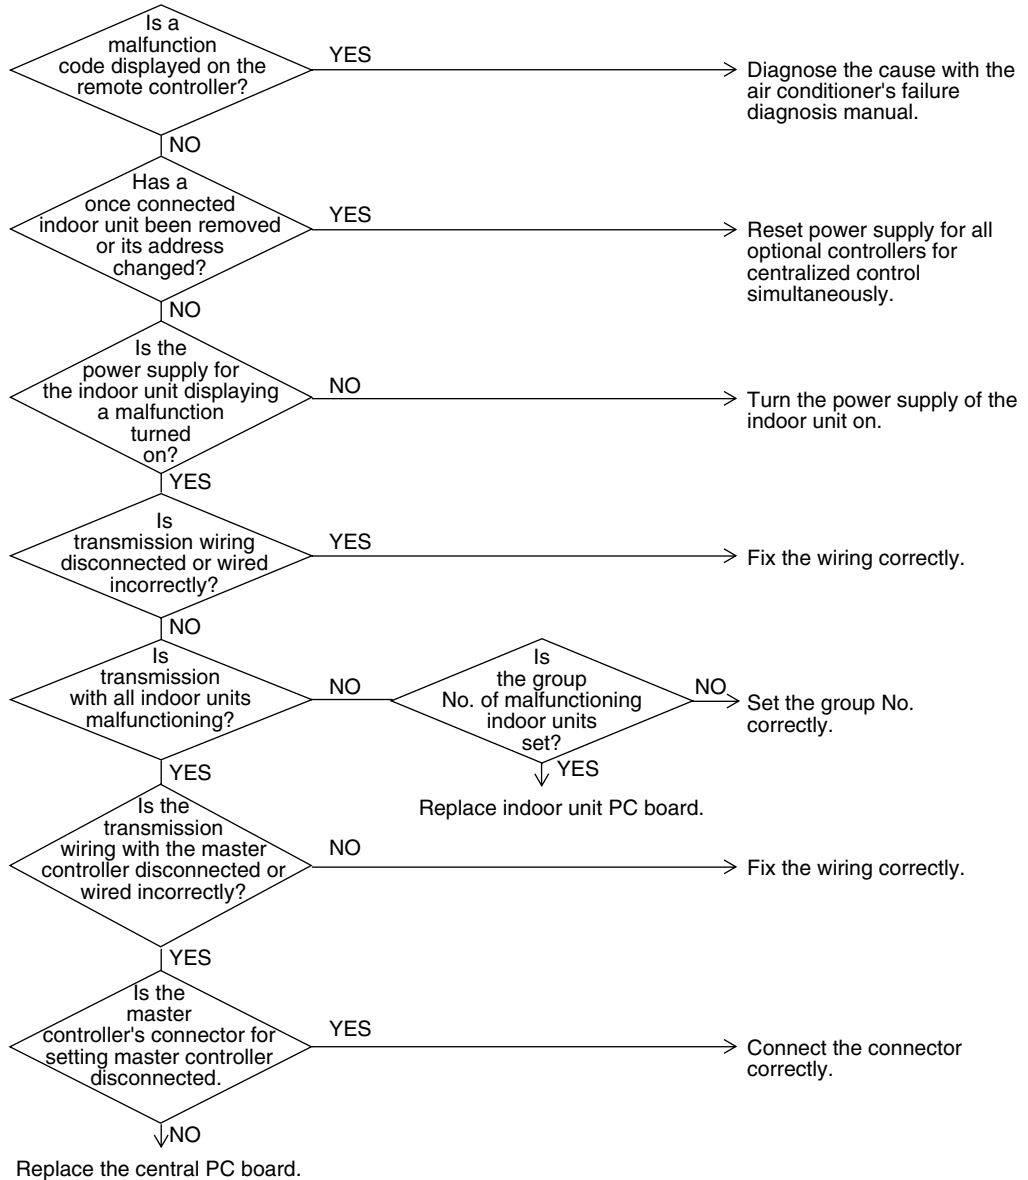 Is a
malfunction
code displayed on the
remote controller?
YES
Diagnose the cause with the
air conditioner's failure
diagnosis manual.
NO
Has a
once connected
indoor unit been removed
or its address
changed?
YES
Reset power supply for all
optional controllers for
centralized control
simultaneously.
NO
Is the
power supply for
the indoor unit displaying
a malfunction
turned
on?
NO
Turn the power supply of the
indoor unit on.
YES
Is
transmission wiring
disconnected or wired
incorrectly?
YES
Fix the wiring correctly.
NO
Is
transmission
with all indoor units
malfunctioning?
NO
Is
the group
No. of malfunctioning
indoor units
set?
NO
Set the group No.
correctly.
YES
Replace indoor unit PC board.
YES
Is the
transmission
wiring with the master
controller disconnected or
wired incorrectly?
NO
Fix the wiring correctly.
YES
Is the
master
controller's connector for
setting master controller
disconnected.
YES
Connect the connector
correctly.
NO
Replace the central PC board.